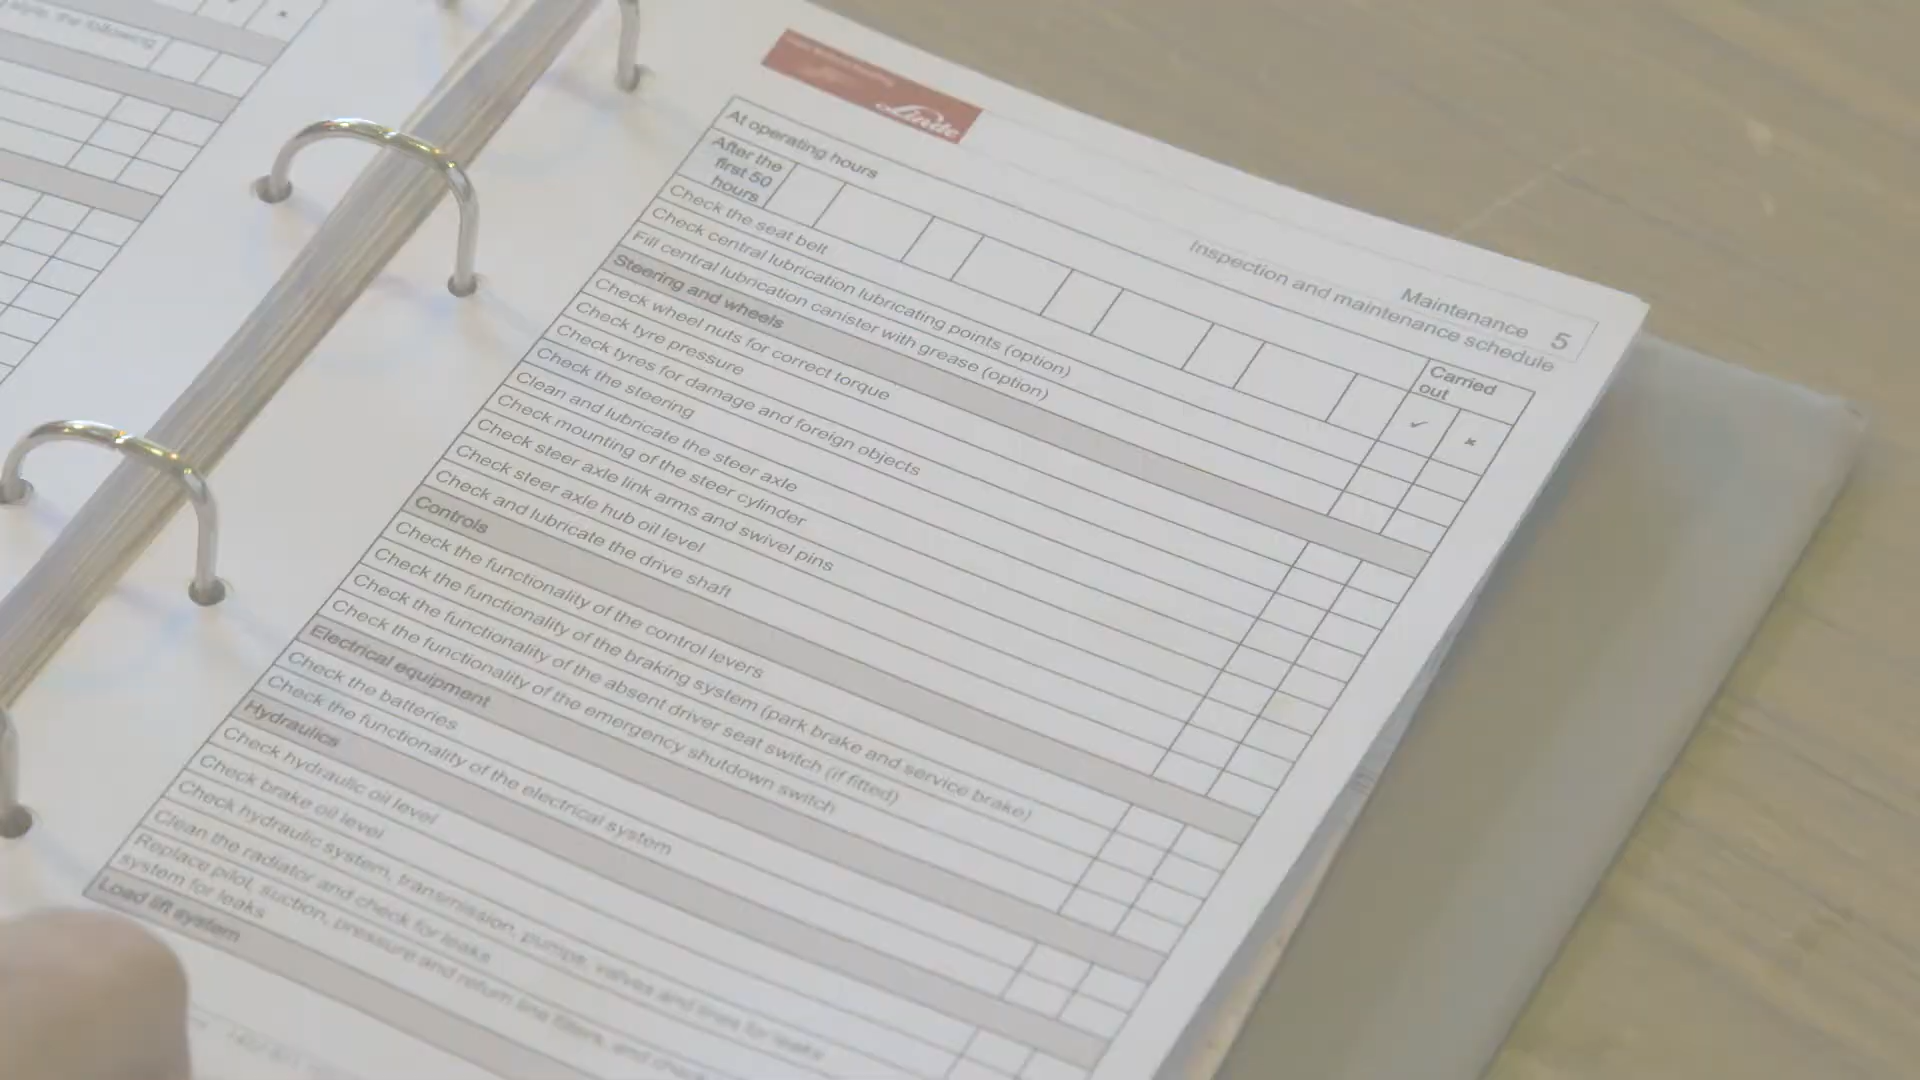 Linde
Maintenance 5
Inspection and maintenance schedule
At operating hours
Carried
out
After the
first 50
hours
✓ ×
Check the seat belt
Check central lubrication lubricating points (option)
Fill central lubrication canister with grease (option)
Steering and wheels
Check wheel nuts for correct torque
Check tyre pressure
Check tyres for damage and foreign objects
Check the steering
Clean and lubricate the steer axle
Check mounting of the steer cylinder
Check steer axle link arms and swivel pins
Check steer axle hub oil level
Check and lubricate the drive shaft
Controls
Check the functionality of the control levers
Check the functionality of the braking system (park brake and service brake)
Check the functionality of the absent driver seat switch (if fitted)
Check the functionality of the emergency shutdown switch
Electrical equipment
Check the batteries
Check the functionality of the electrical system
Hydraulics
Check hydraulic oil level
Check brake oil level
Check hydraulic system, transmission, pumps, valves and lines for leaks
Clean the radiator and check for leaks
Replace pilot, suction, pressure and return line filters, and check
system for leaks
Load lift system
the following